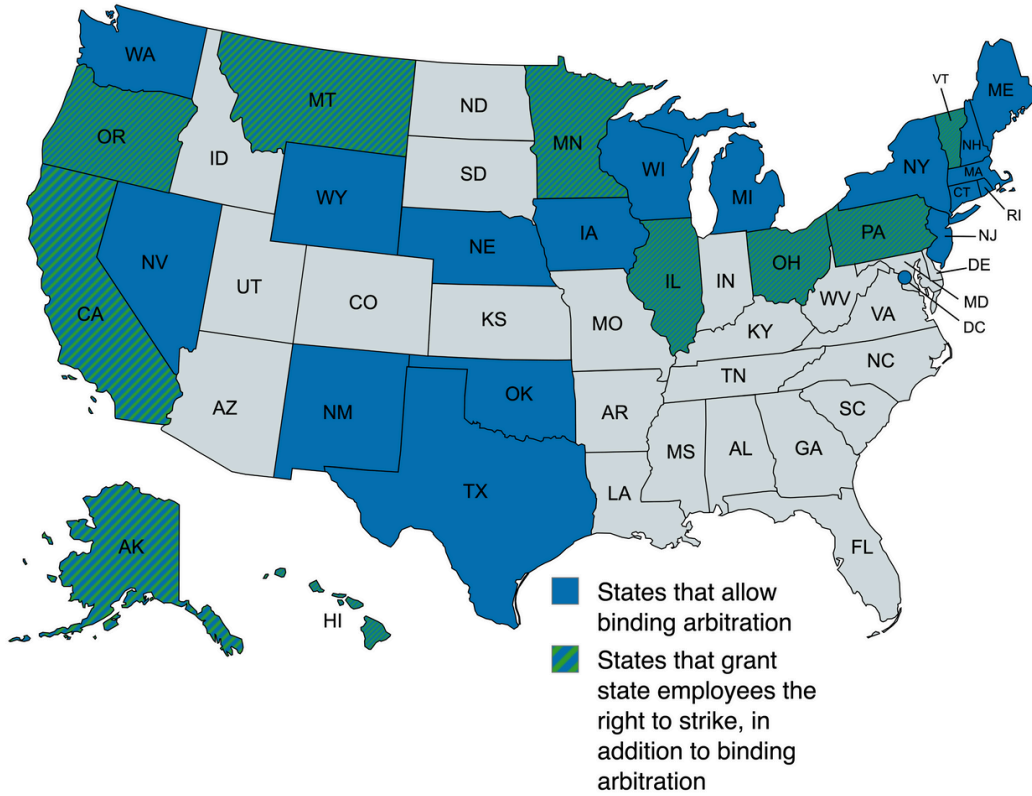 WA
MT
ND
VT
ME
OR
MN
ID
SD
WI
NY
NH
MA
WY
MI
CT
RI
NE
IA
PA
NJ
NV
OH
DE
UT
IL
IN
CO
WV
MD
CA
KS
MO
VA
DC
KY
NC
TN
OK
AZ
NM
AR
SC
MS
AL
GA
TX
LA
AK
FL
HI
States that allow
binding arbitration
States that grant
state employees the
right to strike, in
addition to binding
arbitration